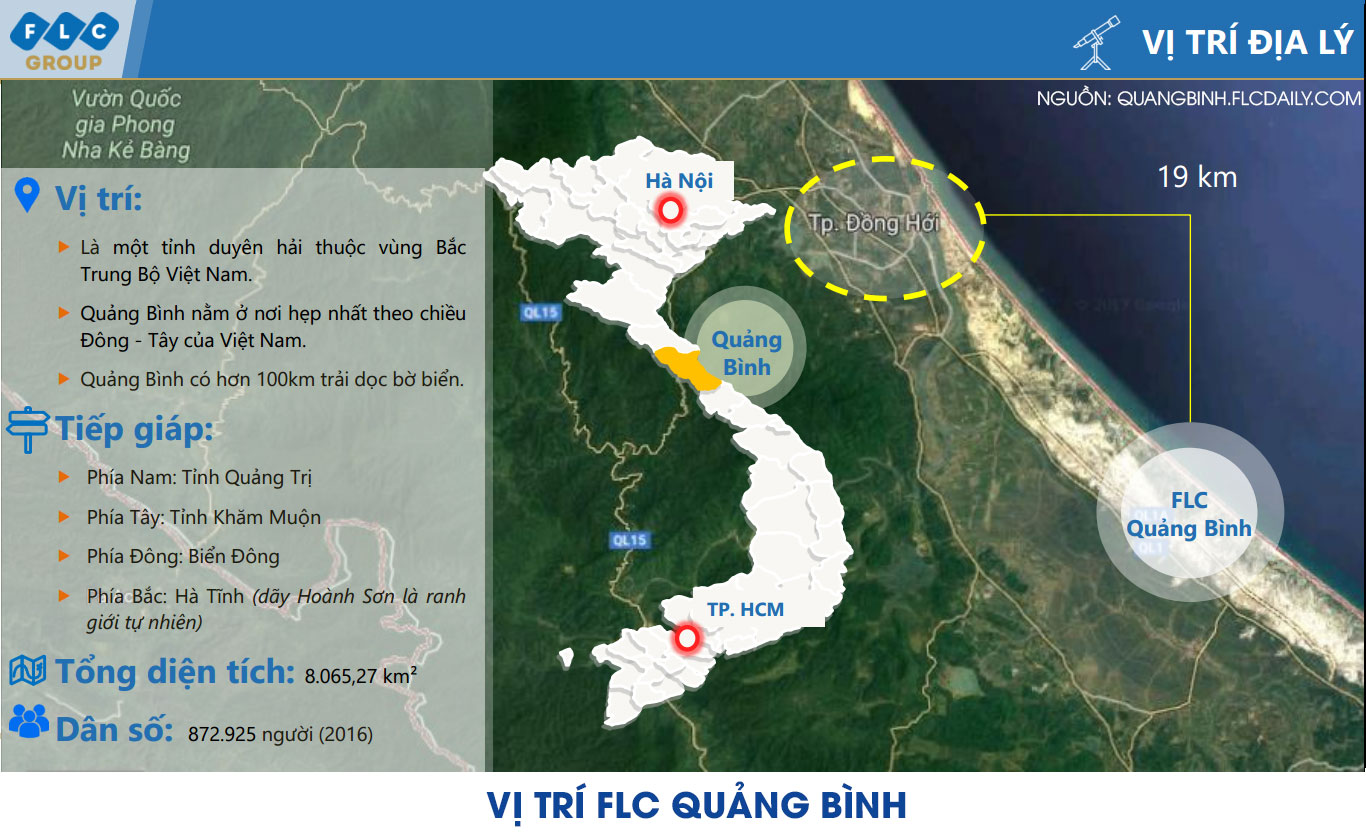 FLC
GROUP
VỊ TRÍ ĐỊA LÝ
NGUỒN: QUANGBINH.FLCDAILY.COM
Vườn Quốc
gia Phong
Nha Kẻ Bàng
Vị trí:
Là một tỉnh duyên hải thuộc vùng Bắc
Trung Bộ Việt Nam.
Quảng Bình nằm ở nơi hẹp nhất theo chiều
Đông - Tây của Việt Nam.
Quảng Bình có hơn 100km trải dọc bờ biển.
Tiếp giáp:
Phía Nam: Tỉnh Quảng Trị
Phía Tây: Tỉnh Khăm Muộn
Phía Đông: Biển Đông
Phía Bắc: Hà Tĩnh (dãy Hoành Sơn là ranh
giới tự nhiên)
Tổng diện tích: 8.065,27 km²
Dân số: 872.925 người (2016)
Hà Nội
Tp. Đồng Hới
19 km
© 2017 Google
QL15
Quảng
Bình
QL1A
FLC
Quảng Bình
QL1
QL15
TP. HCM
VỊ TRÍ FLC QUẢNG BÌNH